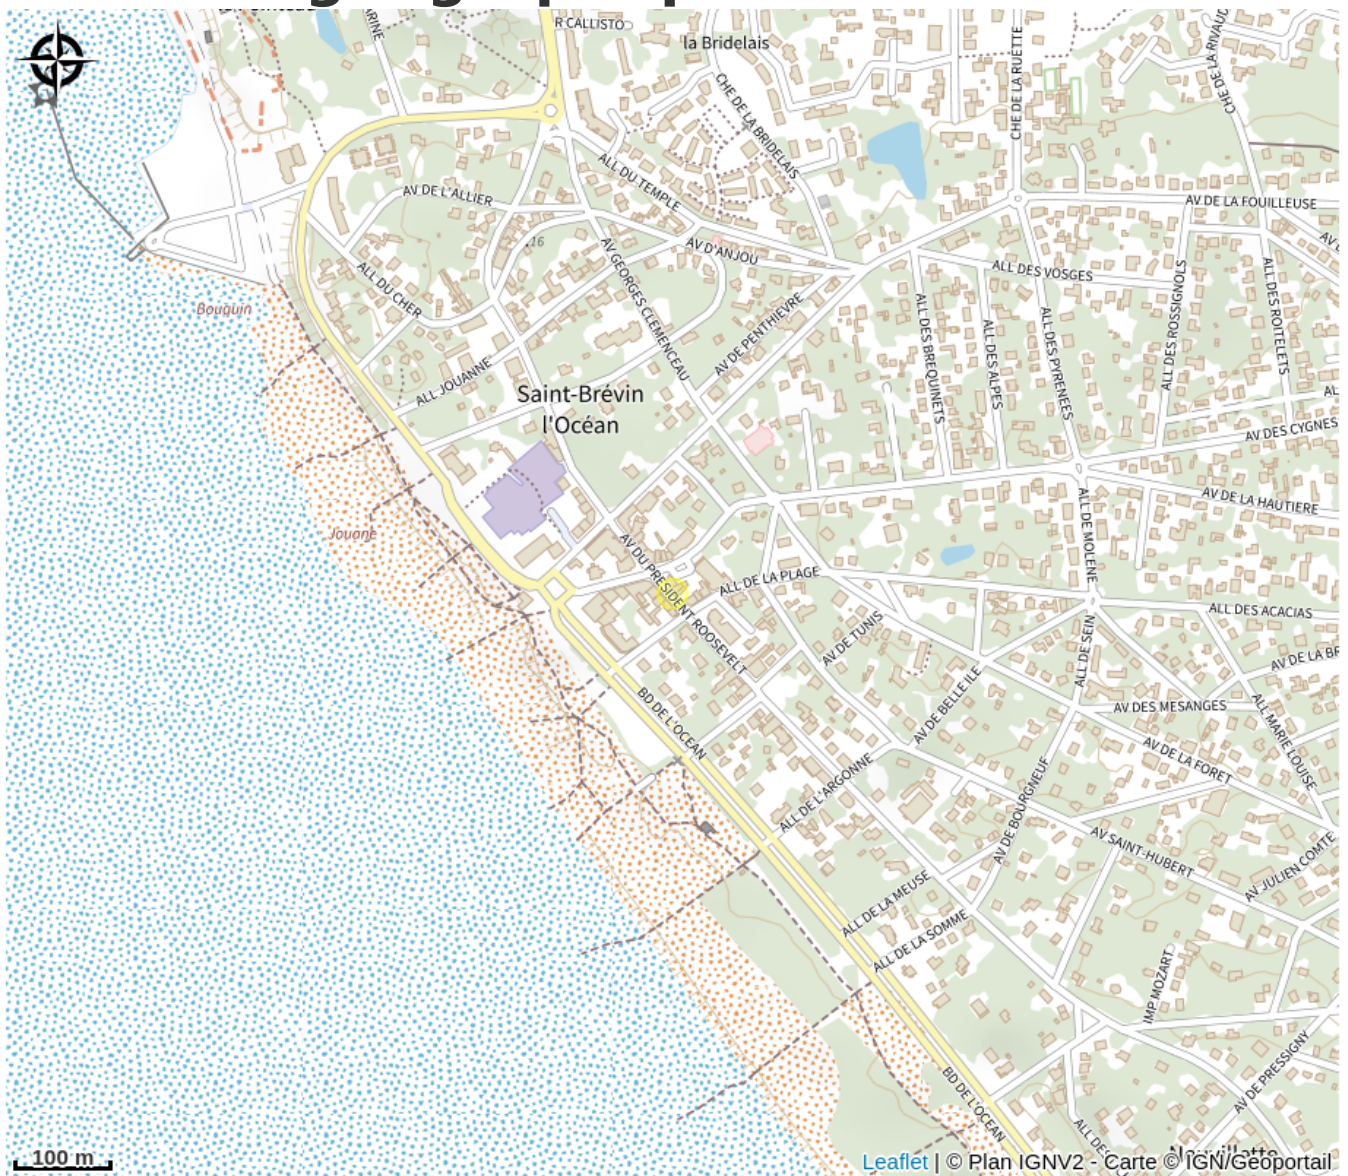 R CALLISTO
la Bridelais
CHE DE LA RUETTE
CHE DE LA RIVAUD
CHE DE LA BRIDELAIS
ALL DU TEMPLE
AV DE L'ALLIER
AV DE LA FOUILLEUSE
16
AV D'ANJOU
AV GEORGES CLEMENCEAU
ALL DES VOSGES
ALL DU CHER
Bouquin
AV DE PENTHIEVRE
ALL DES BREQUINETS
ALL DES ALPES
ALL DES PYRENEES
ALL DES ROSSIGNOLS
ALL DES ROITELETS
ALL JOUANNE
Saint-Brévin
l'Océan
AV DES CYGNES
AV DE LA HAUTIERE
Jouane
AV DU PRESIDENT ROOSEVELT
ALL DE LA PLAGE
ALL DE MOLENE
ALL DES ACACIAS
AV DE TUNIS
ALL DE SEIN
AV DE LA BR
AV DE BELLE ILE
BD DE L'OCEAN
AV DES MESANGES
ALL MARIE LOUISE
AV DE LA FORET
ALL DE L'ARGONNE
AV DE BOURGNEUF
AV SAINT-HUBERT
AV JULIEN COMTE
ALL DE LA MEUSE
ALL DE LA SOMME
IMP MOZART
AV DE PRESSIGNY
BD DE L'OCEAN
100 m
Leaflet | © Plan IGNV2 - Carte © IGN/Géoportail